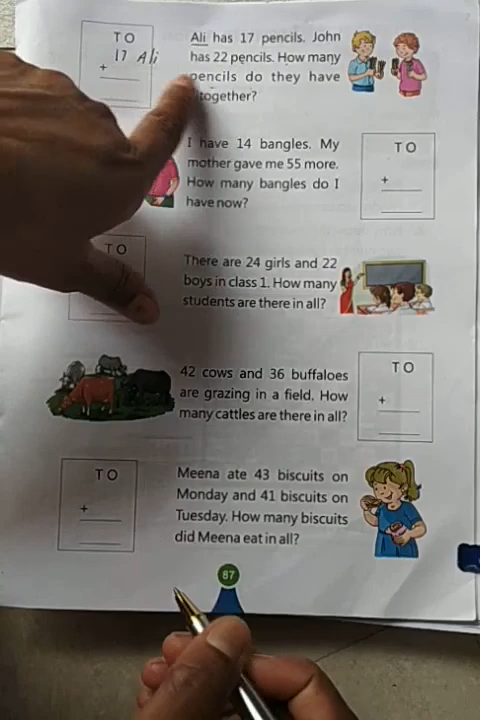 T O
17 Ali
+
Ali has 17 pencils. John
has 22 pencils. How many
pencils do they have
together?
I have 14 bangles. My
mother gave me 55 more.
How many bangles do I
have now?
T O
+
T O
There are 24 girls and 22
boys in class 1. How many
students are there in all?
42 cows and 36 buffaloes
are grazing in a field. How
many cattles are there in all?
T O
+
T O
+
Meena ate 43 biscuits on
Monday and 41 biscuits on
Tuesday. How many biscuits
did Meena eat in all?
87